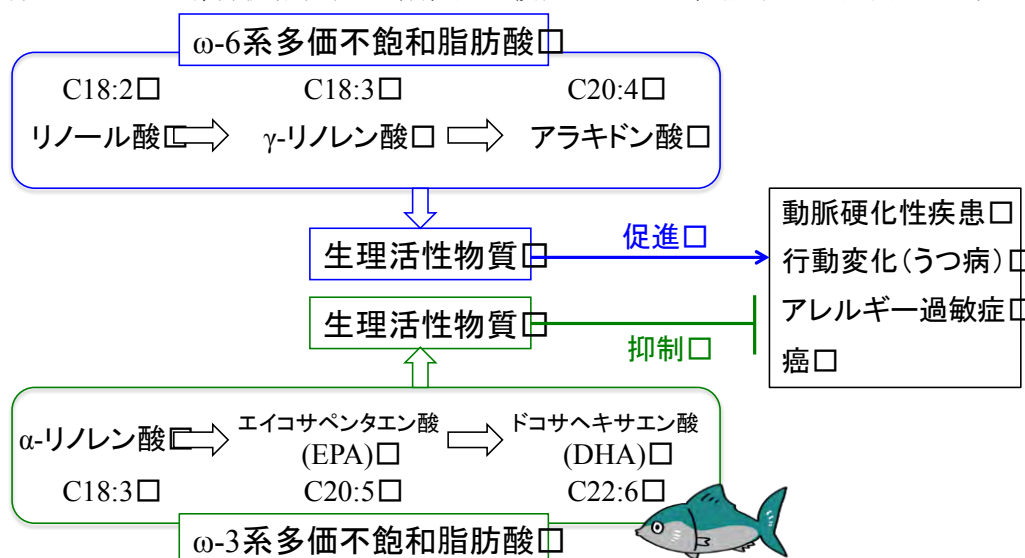 ω-6系多価不飽和脂肪酸□
C18:2□ C18:3□ C20:4□
リノール酸□ γ-リノレン酸□ アラキドン酸□
生理活性物質□
促進□
生理活性物質□
抑制□
動脈硬化性疾患□
行動変化(うつ病)□
アレルギー過敏症□
癌□
α-リノレン酸□ エイコサペンタエン酸 ドコサヘキサエン酸
(EPA)□ (DHA)□
C18:3□ C20:5□ C22:6□
ω-3系多価不飽和脂肪酸□